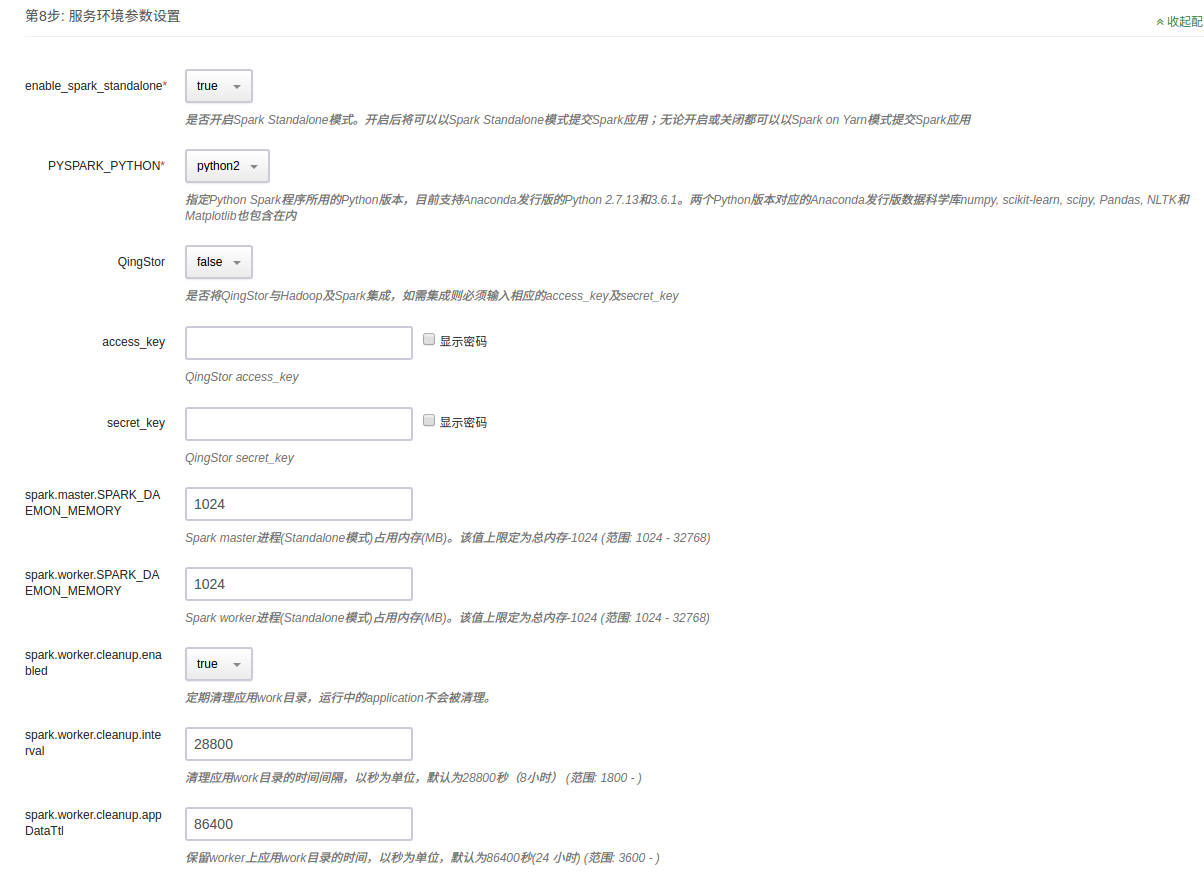 第8步: 服务环境参数设置
收起配
enable_spark_standalone*
true
是否开启Spark Standalone模式。开启后将可以以Spark Standalone模式提交Spark应用；无论开启或关闭都可以以Spark on Yarn模式提交Spark应用
PYSPARK_PYTHON*
python2
指定Python Spark程序所用的Python版本，目前支持Anaconda发行版的Python 2.7.13和3.6.1。两个Python版本对应的Anaconda发行版数据科学库numpy, scikit-learn, scipy, Pandas, NLTK和
Matplotlib也包含在内
QingStor
false
是否将QingStor与Hadoop及Spark集成，如需集成则必须输入相应的access_key及secret_key
access_key
显示密码
QingStor access_key
secret_key
显示密码
QingStor secret_key
spark.master.SPARK_DA
EMON_MEMORY
1024
Spark master进程(Standalone模式)占用内存(MB)。该值上限定为总内存-1024 (范围: 1024 - 32768)
spark.worker.SPARK_DA
EMON_MEMORY
1024
Spark worker进程(Standalone模式)占用内存(MB)。该值上限定为总内存-1024 (范围: 1024 - 32768)
spark.worker.cleanup.ena
bled
true
定期清理应用work目录，运行中的application不会被清理。
spark.worker.cleanup.inte
rval
28800
清理应用work目录的时间间隔，以秒为单位，默认为28800秒（8小时） (范围: 1800 - )
spark.worker.cleanup.app
DataTtl
86400
保留worker上应用work目录的时间，以秒为单位，默认为86400秒(24 小时) (范围: 3600 - )